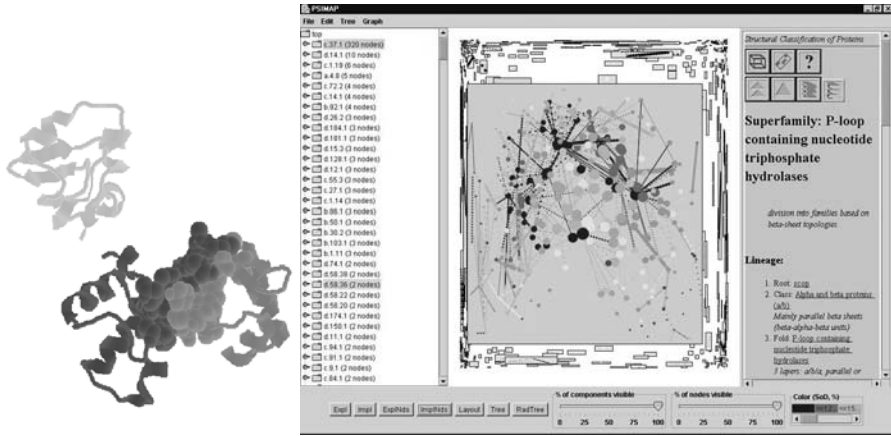 PSIMAP
File Edit Tree Graph
top
c.37.1 (320 nodes)
d.14.1 (10 nodes)
c.1.19 (6 nodes)
a.4.8 (5 nodes)
c.72.2 (4 nodes)
c.14.1 (4 nodes)
b.92.1 (4 nodes)
d.26.2 (3 nodes)
d.184.1 (3 nodes)
d.101.1 (3 nodes)
d.15.3 (3 nodes)
d.128.1 (3 nodes)
d.12.1 (3 nodes)
c.55.3 (3 nodes)
c.27.1 (3 nodes)
c.1.14 (3 nodes)
b.86.1 (3 nodes)
b.50.1 (3 nodes)
b.30.2 (3 nodes)
b.103.1 (3 nodes)
b.1.11 (3 nodes)
d.74.1 (2 nodes)
d.58.38 (2 nodes)
d.58.36 (2 nodes)
d.58.22 (2 nodes)
d.58.20 (2 nodes)
d.174.1 (2 nodes)
d.150.1 (2 nodes)
d.11.1 (2 nodes)
c.94.1 (2 nodes)
c.91.1 (2 nodes)
c.9.1 (2 nodes)
c.84.1 (2 nodes)
Structural Classification of Proteins
?
Superfamily: P-loop
containing nucleotide
triphosphate
hydrolases
division into families based on
beta-sheet topologies
Lineage:
1. Root: scop
2. Class: Alpha and beta proteins
(a/b)
Mainly parallel beta sheets
(beta-alpha-beta units)
3. Fold: P-loop containing
nucleotide triphosphate
hydrolases
3 layers: a/b/a, parallel or
Expl Impl ExplNds ImplNds Layout Tree RadTree
% of components visible
0 25 50 75 100
% of nodes visible
0 25 50 75 100
Color (SoD, %)